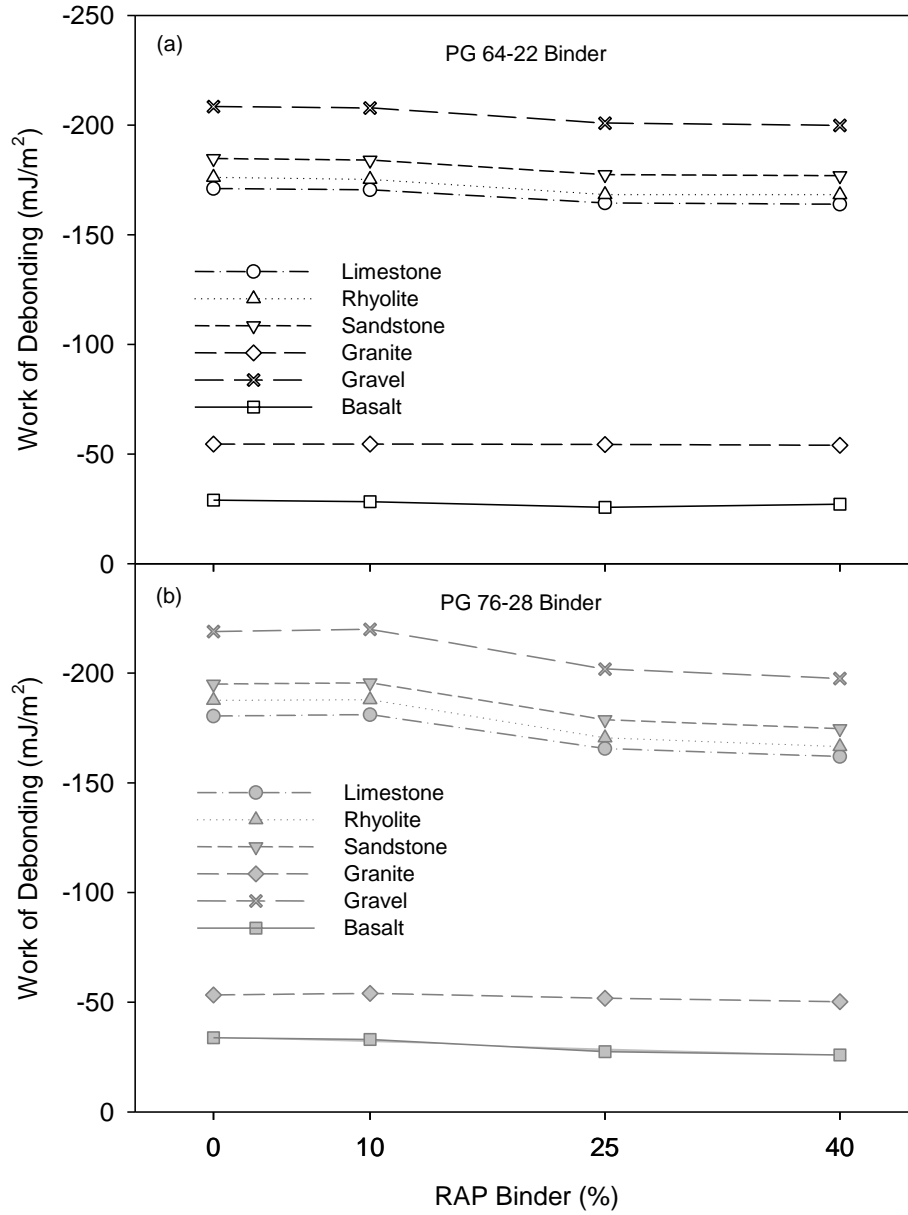 -250
(a)
PG 64-22 Binder
-200
-150
-100
-50
0
Work of Debonding (mJ/m²)
Limestone
Rhyolite
Sandstone
Granite
Gravel
Basalt
(b)
PG 76-28 Binder
-200
-150
-100
-50
0
Work of Debonding (mJ/m²)
Limestone
Rhyolite
Sandstone
Granite
Gravel
Basalt
0 10 25 40
RAP Binder (%)